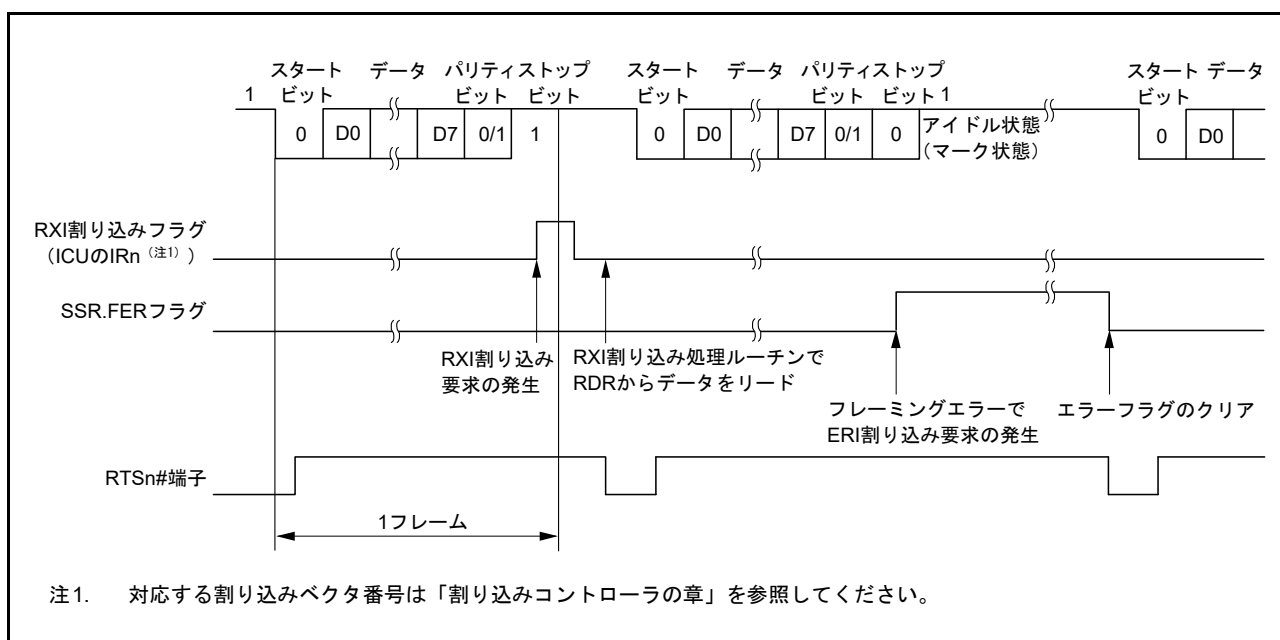 スタート データ パリティストップ スタート データ パリティストップ スタート データ
1 ビット ビット ビット ビット ビット ビット 1 ビット
0 D0 D7 0/1 1 0 D0 D7 0/1 0 アイドル状態 0 D0
(マーク状態)
RXI割り込みフラグ
(ICUのIRn (注1) )
SSR.FERフラグ
RXI割り込み
要求の発生
RXI割り込み処理ルーチンで
RDRからデータをリード
フレーミングエラーで
ERI割り込み要求の発生
エラーフラグのクリア
RTSn#端子
1フレーム
注1. 対応する割り込みベクタ番号は「割り込みコントローラの章」を参照してください。